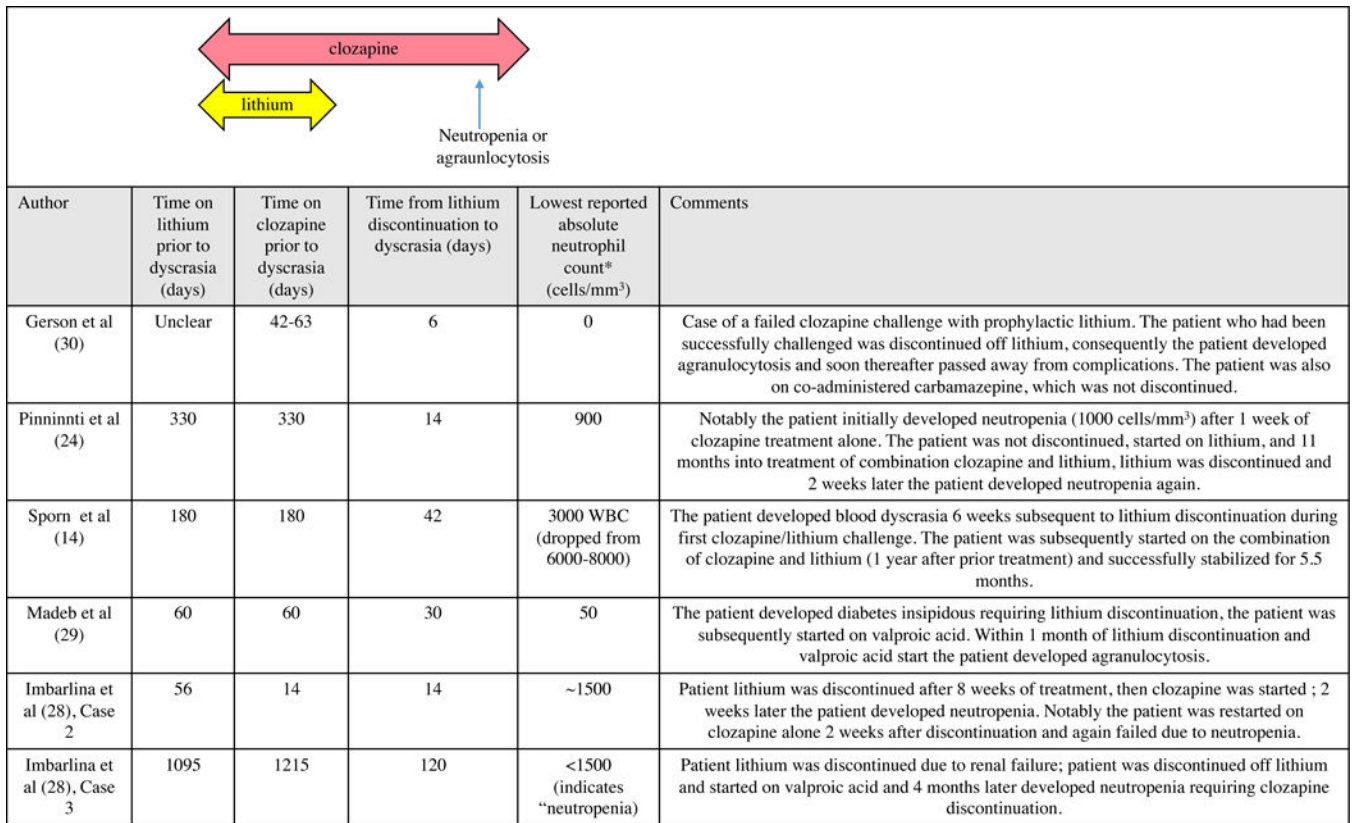 clozapine
lithium
Neutropenia or
agraunlocytosis
Author
Time on
lithium
prior to
dyscrasia
(days)
Time on
clozapine
prior to
dyscrasia
(days)
Time from lithium
discontinuation to
dyscrasia (days)
Lowest reported
absolute
neutrophil
count*
(cells/mm³)
Comments
Gerson et al
(30)
Unclear
42-63
6
0
Case of a failed clozapine challenge with prophylactic lithium. The patient who had been
successfully challenged was discontinued off lithium, consequently the patient developed
agranulocytosis and soon thereafter passed away from complications. The patient was also
on co-administered carbamazepine, which was not discontinued.
Pinninnti et al
(24)
330
330
14
900
Notably the patient initially developed neutropenia (1000 cells/mm³) after 1 week of
clozapine treatment alone. The patient was not discontinued, started on lithium, and 11
months into treatment of combination clozapine and lithium, lithium was discontinued and
2 weeks later the patient developed neutropenia again.
Sporn et al
(14)
180
180
42
3000 WBC
(dropped from
6000-8000)
The patient developed blood dyscrasia 6 weeks subsequent to lithium discontinuation during
first clozapine/lithium challenge. The patient was subsequently started on the combination
of clozapine and lithium (1 year after prior treatment) and successfully stabilized for 5.5
months.
Madeb et al
(29)
60
60
30
50
The patient developed diabetes insipidous requiring lithium discontinuation, the patient was
subsequently started on valproic acid. Within 1 month of lithium discontinuation and
valproic acid start the patient developed agranulocytosis.
Imbarlina et
al (28), Case
2
56
14
14
~1500
Patient lithium was discontinued after 8 weeks of treatment, then clozapine was started ; 2
weeks later the patient developed neutropenia. Notably the patient was restarted on
clozapine alone 2 weeks after discontinuation and again failed due to neutropenia.
Imbarlina et
al (28), Case
3
1095
1215
120
<1500
(indicates
“neutropenia)
Patient lithium was discontinued due to renal failure; patient was discontinued off lithium
and started on valproic acid and 4 months later developed neutropenia requiring clozapine
discontinuation.